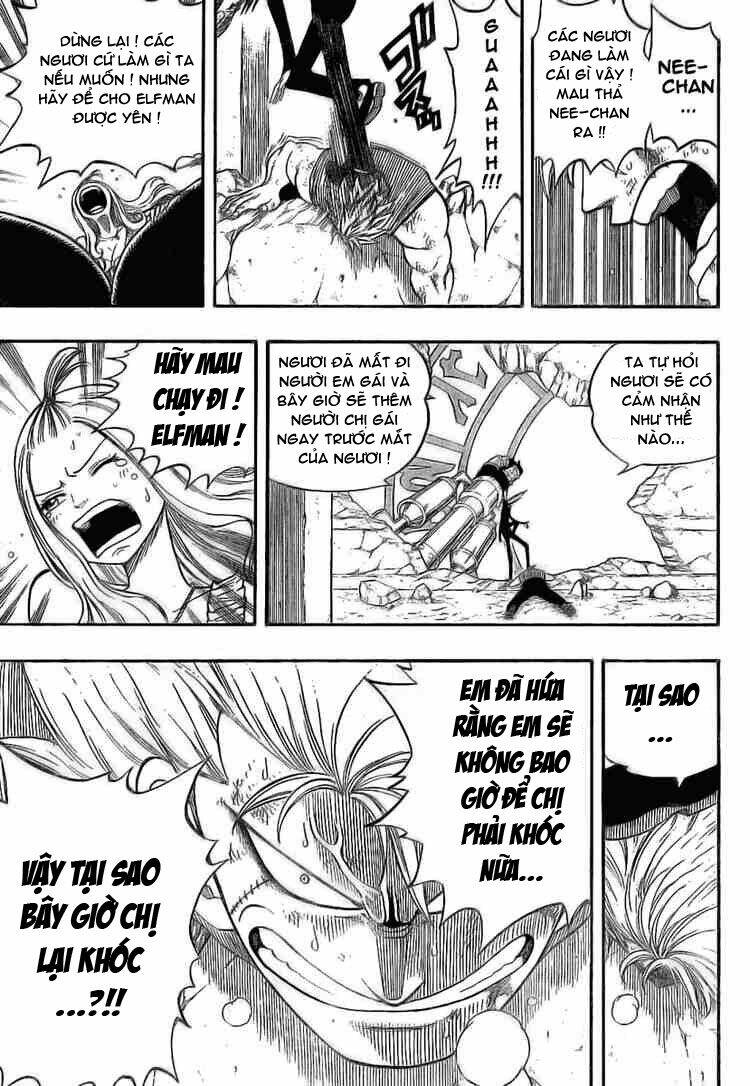 NEE-
CHAN
...
CÁC NGƯƠI
ĐANG LÀM
CÁI GÌ VẬY !
MAU THẢ
NEE-CHAN
RA !!
GUAAAHHH
!!!
DỪNG LẠI ! CÁC
NGƯƠI CỨ LÀM GÌ TA
NẾU MUỐN ! NHƯNG
HÃY ĐỂ CHO ELFMAN
ĐƯỢC YÊN !
TA TỰ HỎI
NGƯƠI SẼ CÓ
CẢM NHẬN
NHƯ THẾ
NÀO...
NGƯƠI ĐÃ MẤT ĐI
NGƯỜI EM GÁI VÀ
BÂY GIỜ SẼ THÊM
NGƯỜI CHỊ GÁI
NGAY TRƯỚC MẮT
CỦA NGƯƠI !
HÃY MAU
CHẠY ĐI !
ELFMAN !
TẠI SAO
...
EM ĐÃ HỨA
RẰNG EM SẼ
KHÔNG BAO
GIỜ ĐỂ CHỊ
PHẢI KHÓC
NỮA...
VẬY TẠI SAO
BÂY GIỜ CHỊ
LẠI KHÓC
...?!!